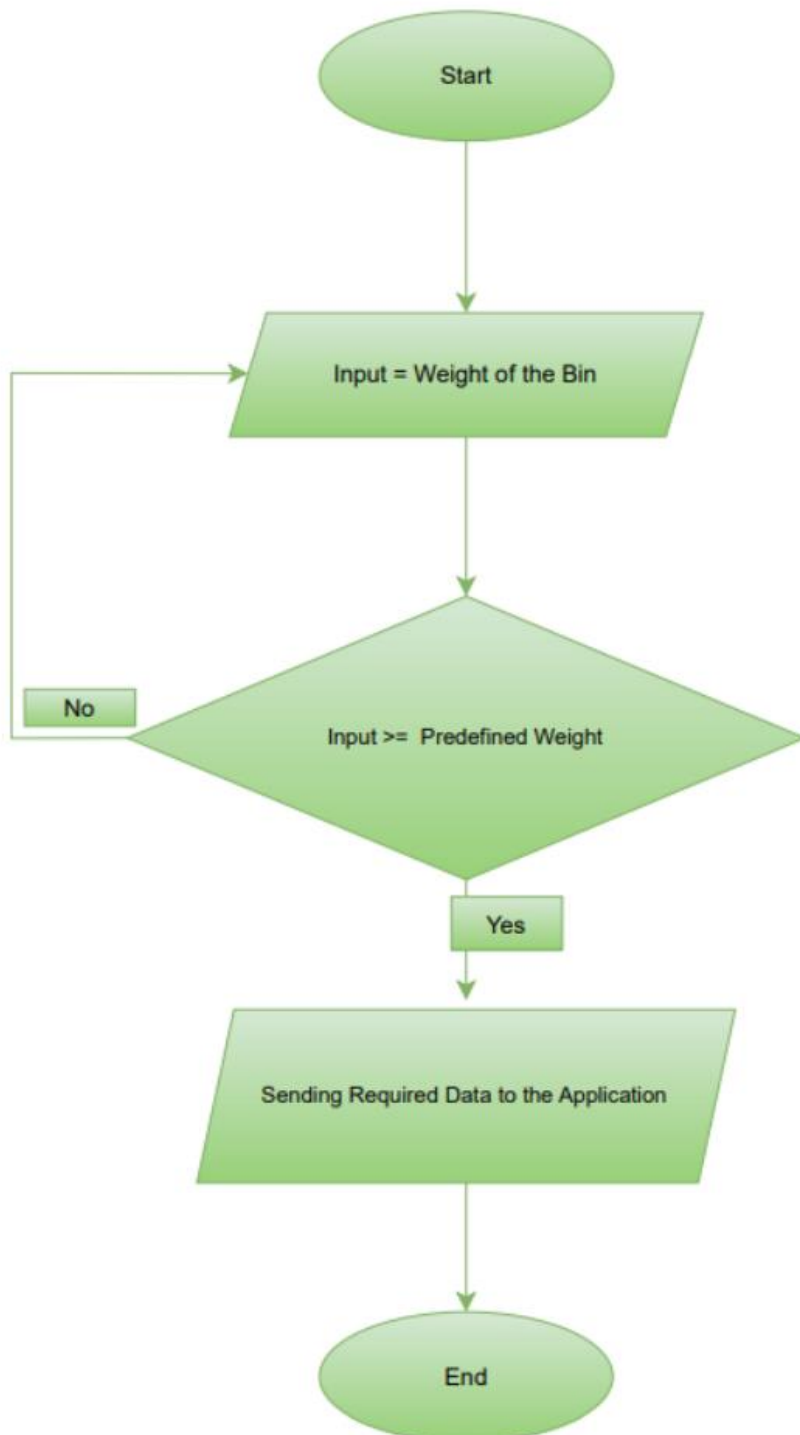 Start
Input = Weight of the Bin
Input >=  Predefined Weight
No
Yes
Sending Required Data to the Application
End